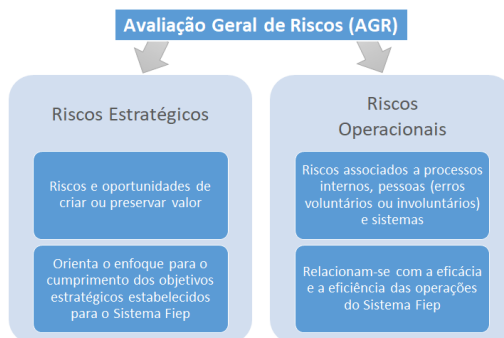 Avaliação Geral de Riscos (AGR)
Riscos Estratégicos
Riscos e oportunidades de
criar ou preservar valor
Orienta o enfoque para o
cumprimento dos objetivos
estratégicos estabelecidos
para o Sistema Fiep
Riscos
Operacionais
Riscos associados a processos
internos, pessoas (erros
voluntários ou involuntários)
e sistemas
Relacionam-se com a eficácia
e a eficiência das operações
do Sistema Fiep